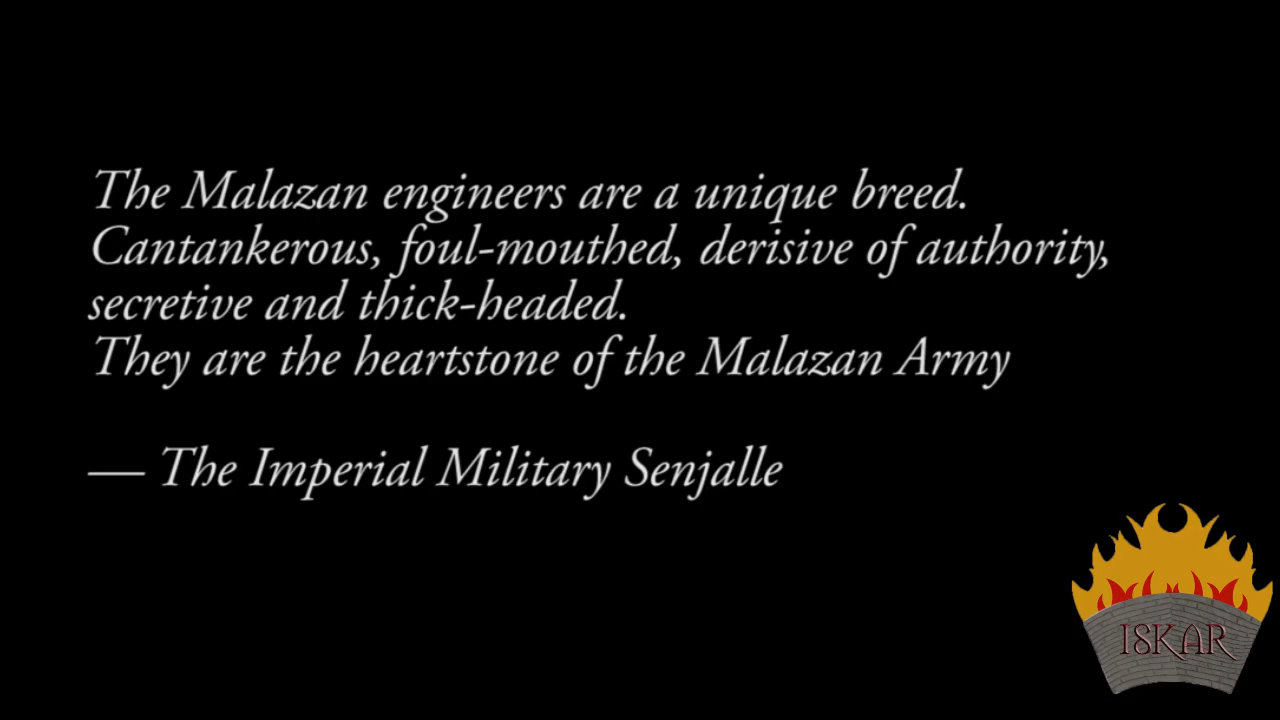 The Malazan engineers are a unique breed.
Cantankerous, foul-mouthed, derisive of authority,
secretive and thick-headed.
They are the heartstone of the Malazan Army
— The Imperial Military Senjalle
ISKAR